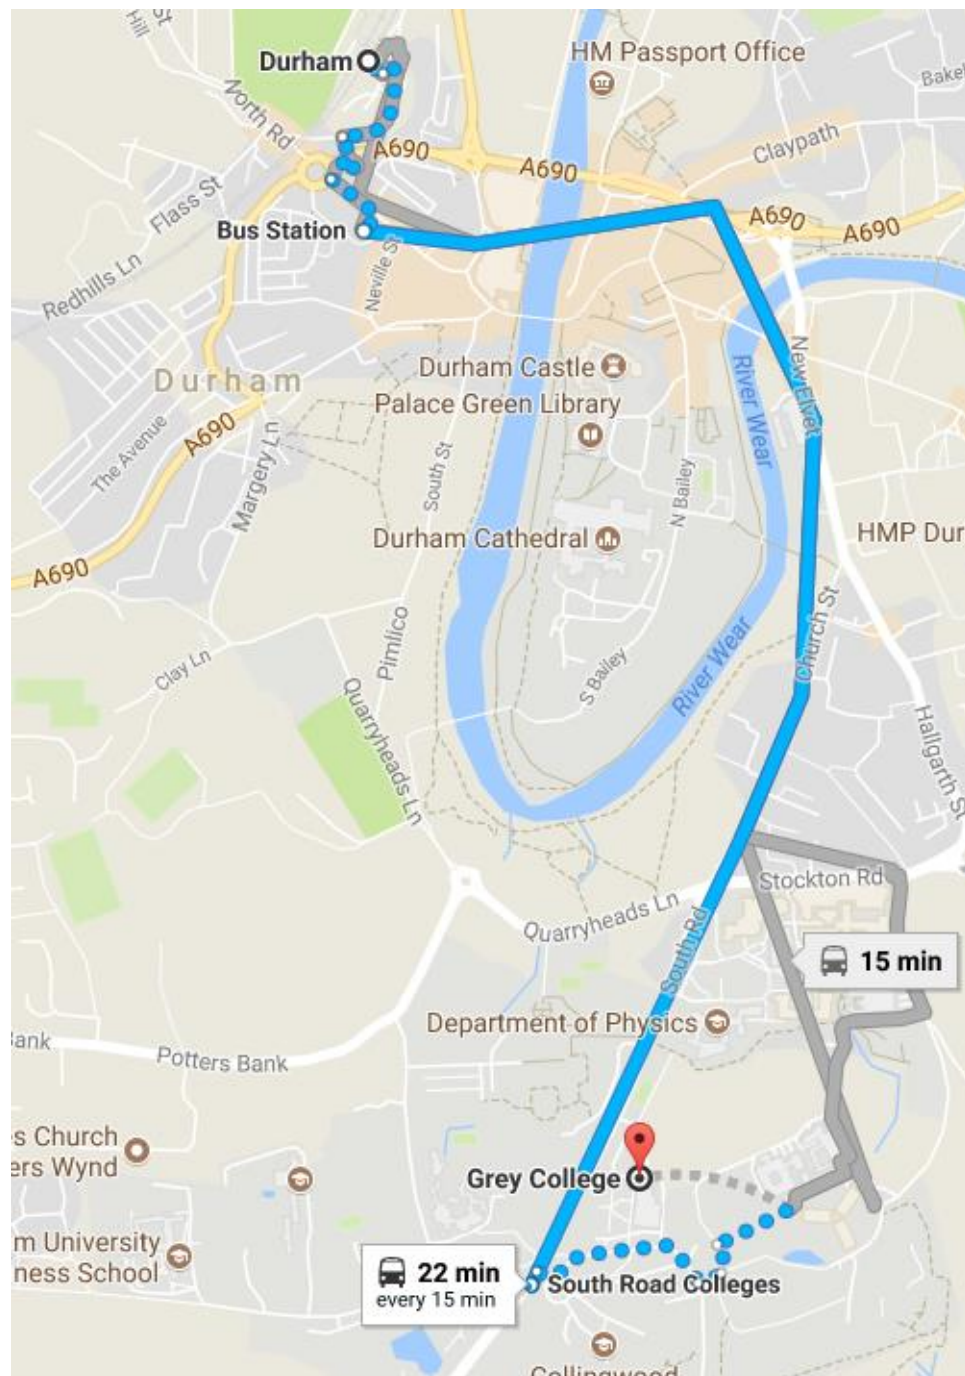 St
Hill
North Rd
Durham
HM Passport Office
Claypath
A690
A690
Flass St
Bus Station
A690
A690
Neville St
Redhills Ln
Durham
Durham Castle
Palace Green Library
River Wear
New Elvet
The Avenue
A690
Margery Ln
South St
N Bailey
Durham Cathedral
HMP Dur
A690
Church St
Pimlico
Clay Ln
S Bailey
River Wear
Quarryheads Ln
Hallgarth St
Stockton Rd
Quarryheads Ln
South Rd
15 min
Department of Physics
Bank
Potters Bank
es Church
ers Wynd
Grey College
m University
ness School
22 min
every 15 min
South Road Colleges
Collingwood